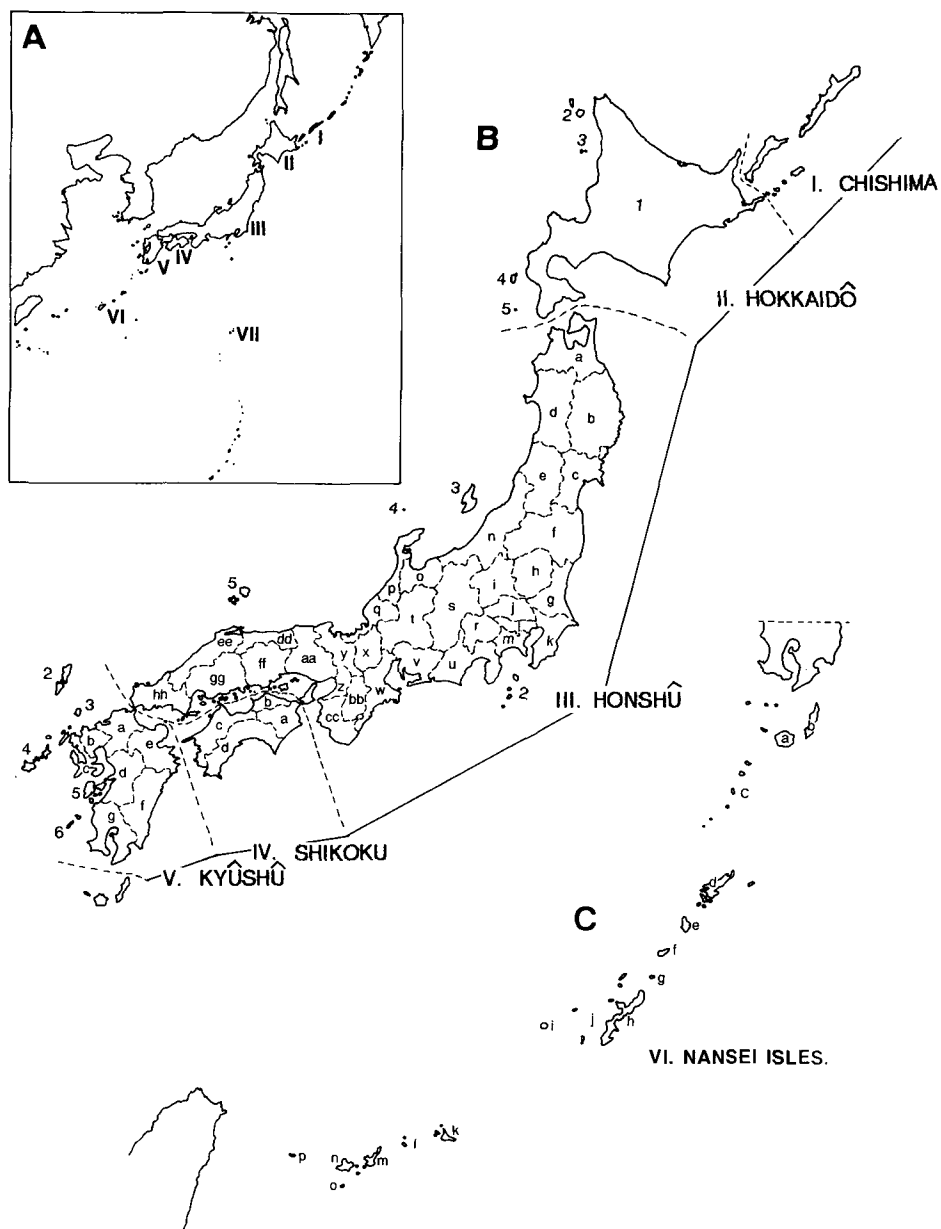 A
I
II
III
IV
V
VI
VII
B
2
3
1
I. CHISHIMA
4
5
II. HOKKAIDÔ
a
d
b
e
c
3
4
n
f
o
i
h
p
q
s
j
g
t
r
l
m
k
5
ee
dd
y
x
v
u
ff
aa
gg
w
2
hh
z
bb
cc
III. HONSHÛ
2
3
4
a
b
e
c
d
5
f
g
6
b
a
c
d
IV. SHIKOKU
V. KYÛSHÛ
a
b
c
d
C
e
f
g
i
j
h
VI. NANSEI ISLES.
k
l
p
n
m
o